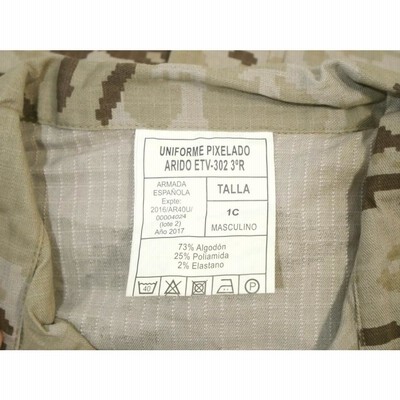 UNIFORME PIXELADO
ARIDO ETV-302 3ªR
ARMADA
ESPAÑOLA
Expte:
2016/AR40U/
00004024
(lote 2)
Año 2017
TALLA
1C
MASCULINO
73% Algodón
25% Poliamida
2% Elastano
40
P